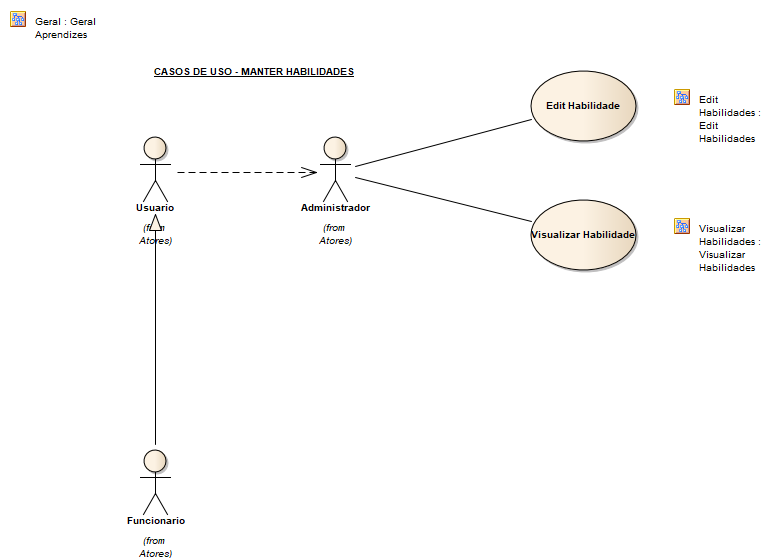 Geral : Geral
Aprendizes
CASOS DE USO - MANTER HABILIDADES
Edit Habilidade
Edit
Habilidades :
Edit
Habilidades
Usuario
(from
Atores)
Administrador
(from
Atores)
Visualizar Habilidade
Visualizar
Habilidades :
Visualizar
Habilidades
Funcionario
(from
Atores)